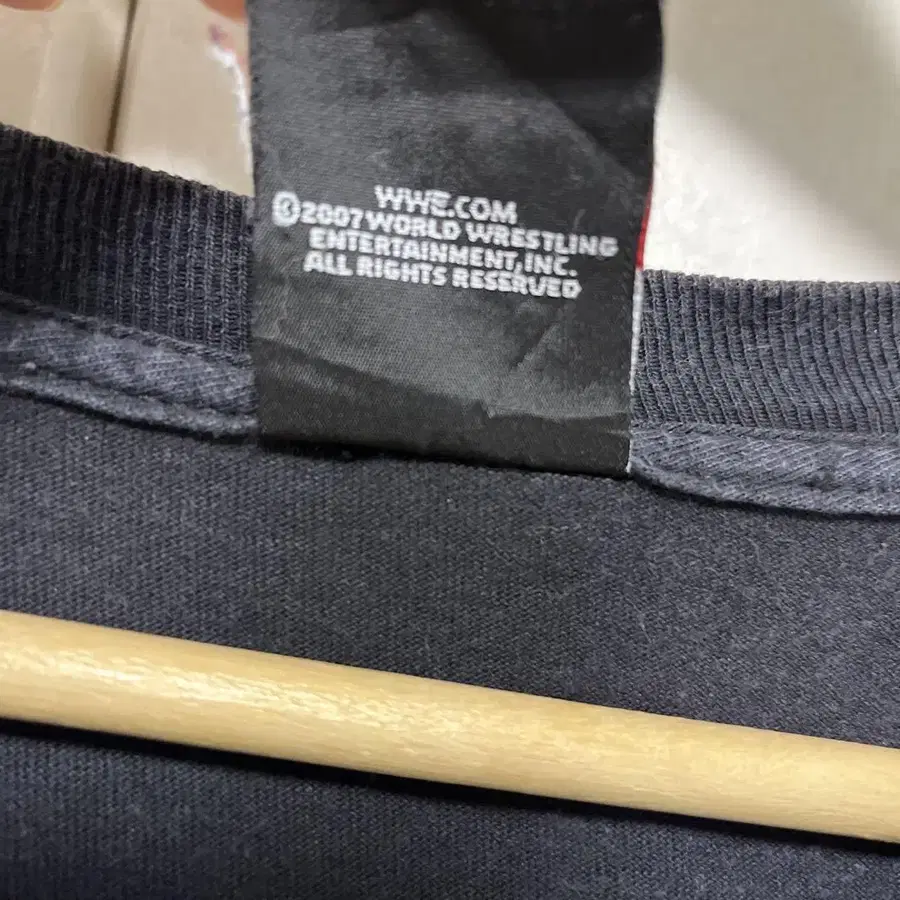 WWE.COM
©2007 WORLD WRESTLING
ENTERTAINMENT, INC.
ALL RIGHTS RESERVED